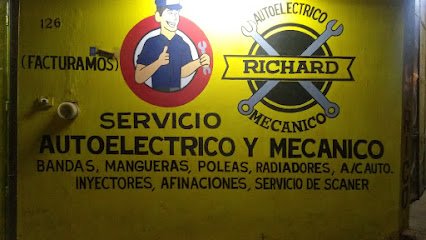 126
(FACTURAMOS)
AUTOELECTRICO
RICHARD
MECANICO
SERVICIO
AUTOELECTRICO Y MECANICO
BANDAS, MANGUERAS, POLEAS, RADIADORES, A/C AUTO.
INYECTORES, AFINACIONES, SERVICIO DE SCANER